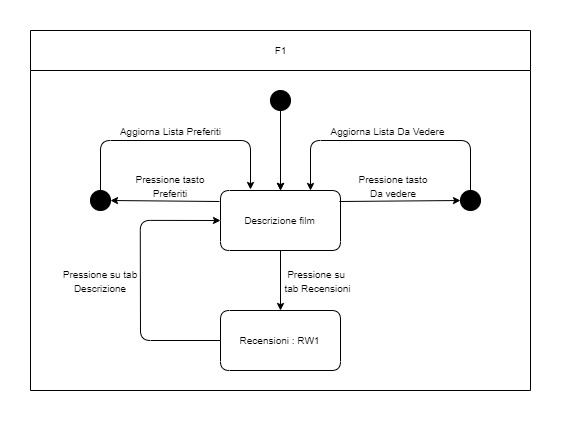 F1
Aggiorna Lista Preferiti
Aggiorna Lista Da Vedere
Pressione tasto
Preferiti
Pressione tasto
Da vedere
Descrizione film
Pressione su tab
Descrizione
Pressione su
tab Recensioni
Recensioni : RW1